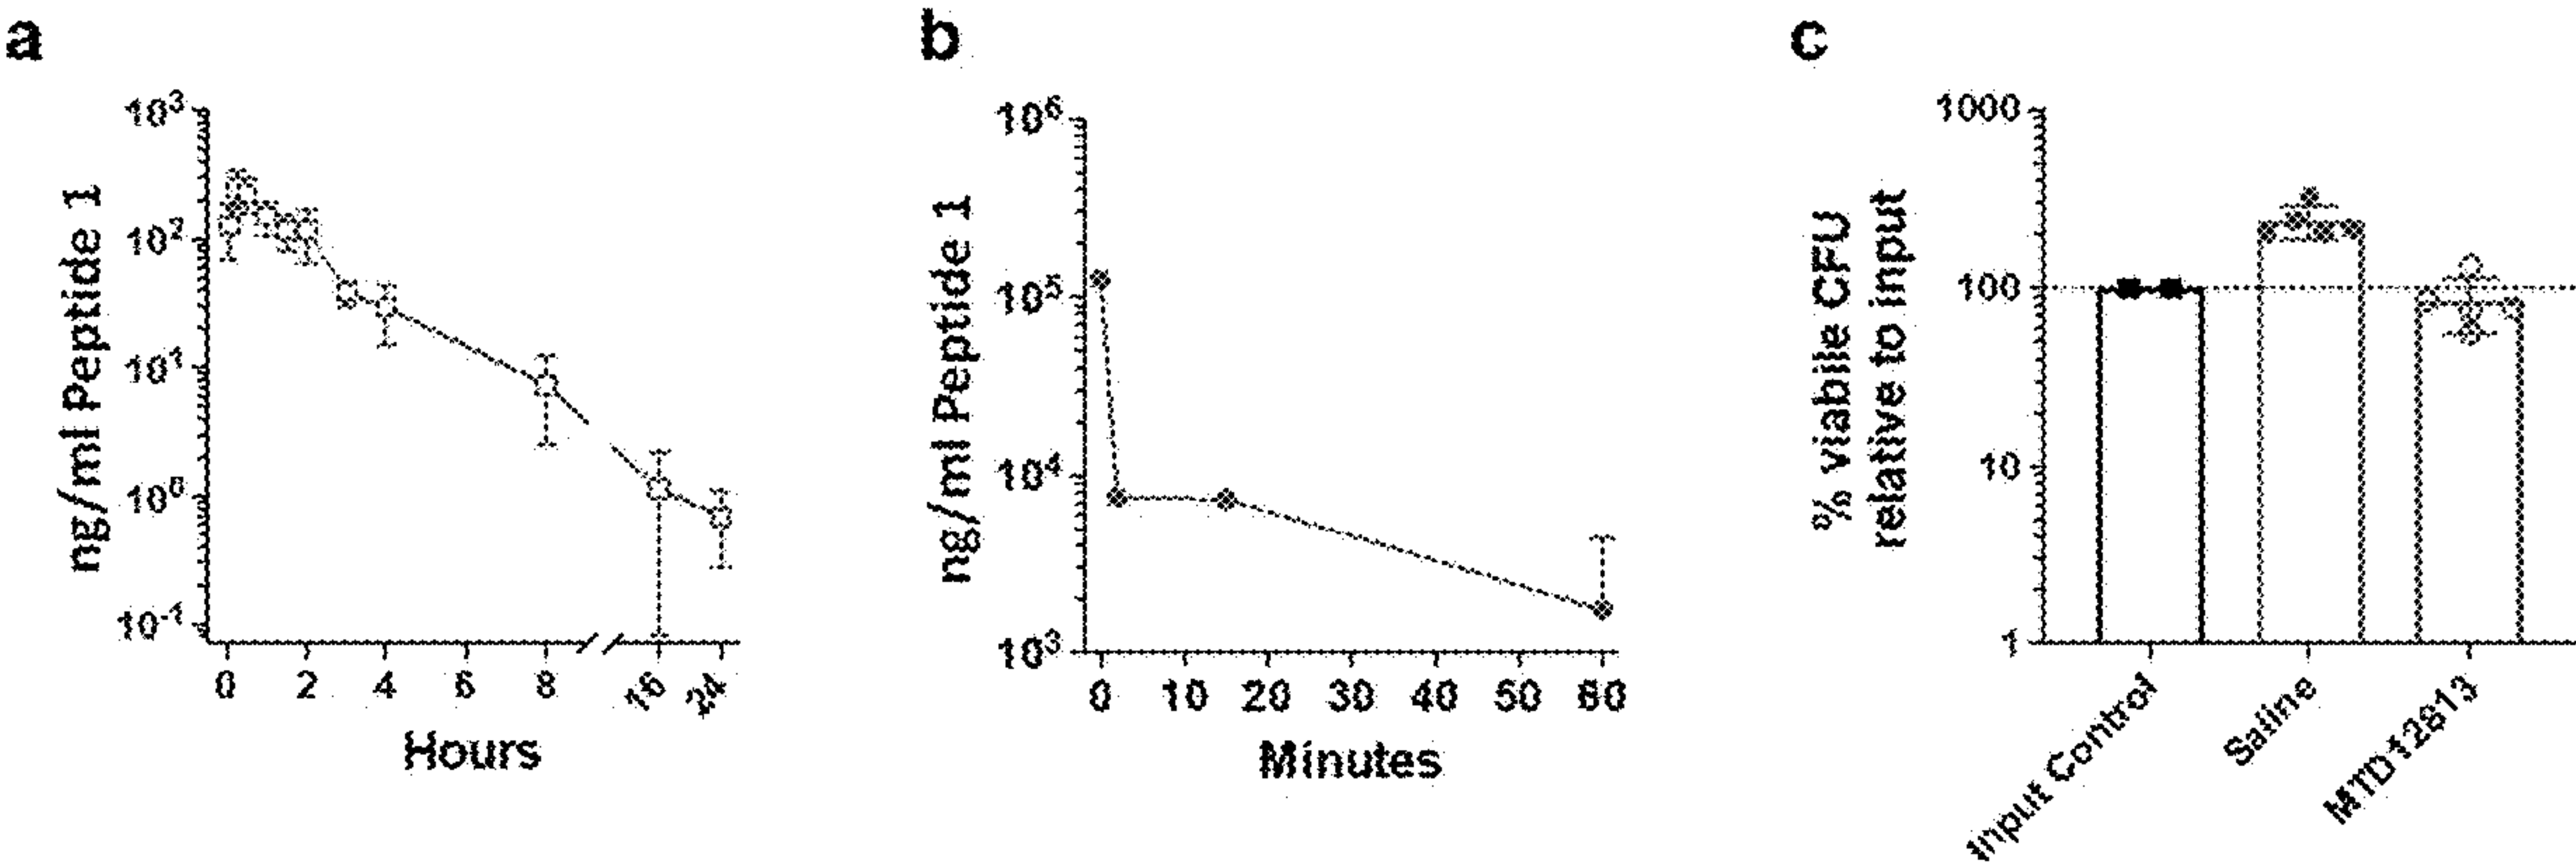 a
ng/ml Peptide 1
10³
10²
10¹
10⁰
10⁻¹
0 2 4 6 8 16 24
Hours
b
ng/ml Peptide 1
10⁶
10⁵
10⁴
10³
0 10 20 30 40 50 60
Minutes
c
% viabile CFU
relative to input
1000
100
10
1
Input Control
Saline
MTD12813